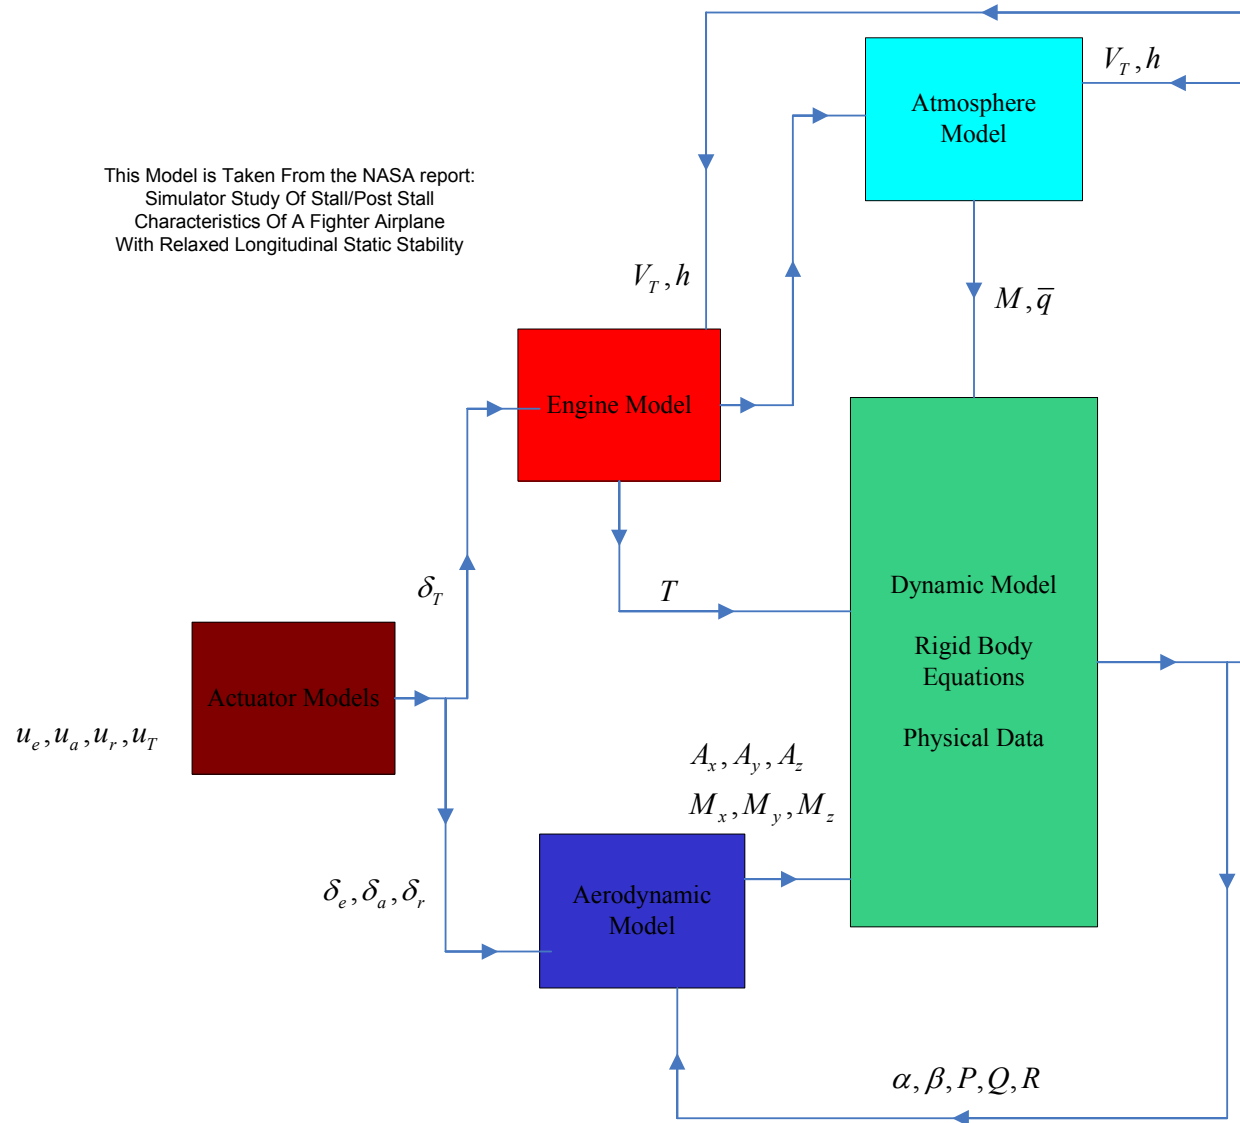 V_T, h
Atmosphere
Model
This Model is Taken From the NASA report:
Simulator Study Of Stall/Post Stall
Characteristics Of A Fighter Airplane
With Relaxed Longitudinal Static Stability
V_T, h
M, q̅
Engine Model
δ_T
T
Dynamic Model
Rigid Body
Equations
Physical Data
Actuator Models
u_e, u_a, u_r, u_T
A_x, A_y, A_z
M_x, M_y, M_z
δ_e, δ_a, δ_r
Aerodynamic
Model
α, β, P, Q, R